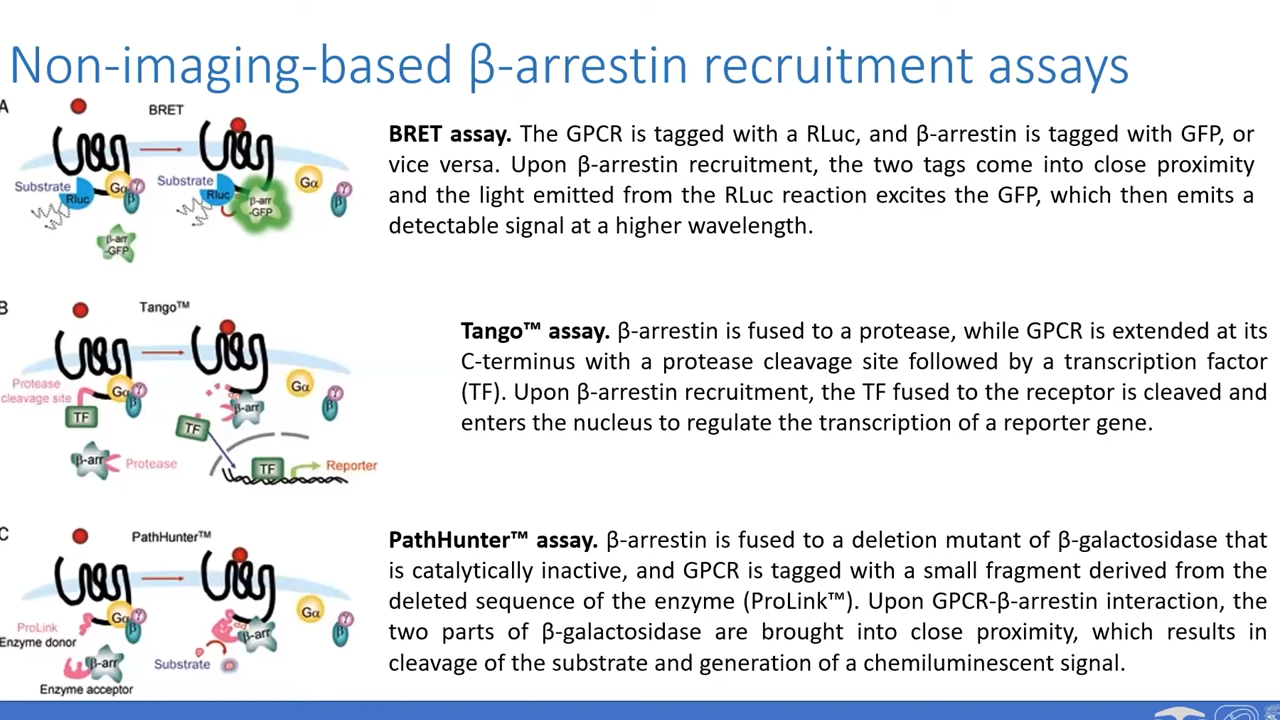 Non-imaging-based β-arrestin recruitment assays
A
BRET
Substrate
Rluc
Gα
γ
β
β-arr
-GFP
Substrate
Rluc
β-arr
-GFP
Gα
γ
β
BRET assay. The GPCR is tagged with a RLuc, and β-arrestin is tagged with GFP, or
vice versa. Upon β-arrestin recruitment, the two tags come into close proximity
and the light emitted from the RLuc reaction excites the GFP, which then emits a
detectable signal at a higher wavelength.
B
Tango™
Protease
cleavage site
TF
Gα
γ
β
β-arr
Protease
β-arr
TF
Gα
γ
β
TF
Reporter
Tango™ assay. β-arrestin is fused to a protease, while GPCR is extended at its
C-terminus with a protease cleavage site followed by a transcription factor
(TF). Upon β-arrestin recruitment, the TF fused to the receptor is cleaved and
enters the nucleus to regulate the transcription of a reporter gene.
C
PathHunter™
ProLink
Enzyme donor
Gα
γ
β
β-arr
Enzyme acceptor
β-arr
Substrate
Gα
γ
β
PathHunter™ assay. β-arrestin is fused to a deletion mutant of β-galactosidase that
is catalytically inactive, and GPCR is tagged with a small fragment derived from the
deleted sequence of the enzyme (ProLink™). Upon GPCR-β-arrestin interaction, the
two parts of β-galactosidase are brought into close proximity, which results in
cleavage of the substrate and generation of a chemiluminescent signal.